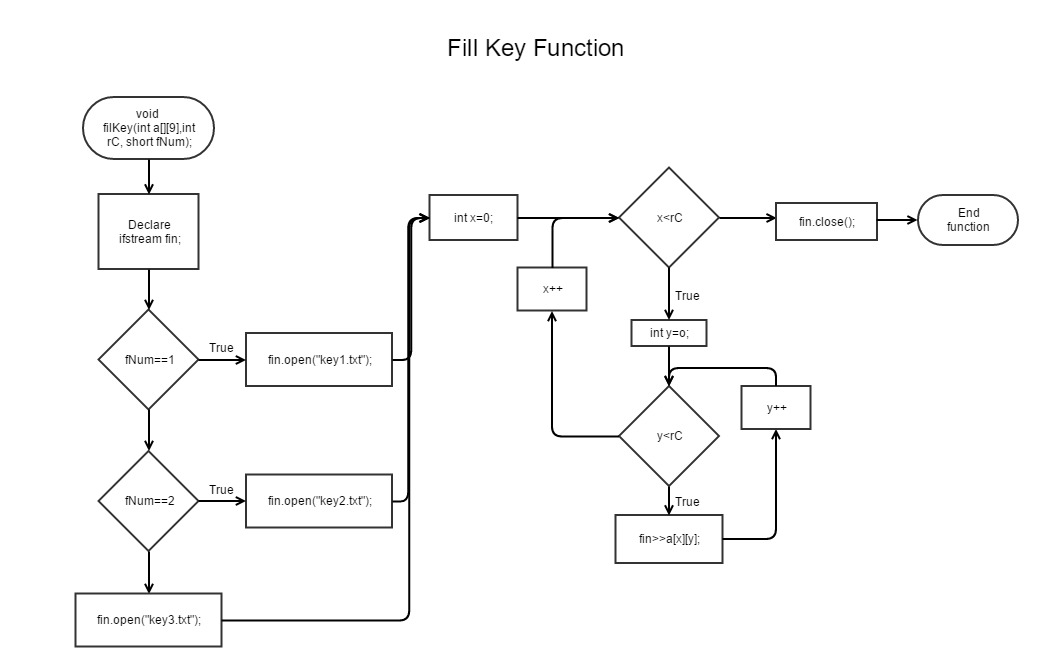 Fill Key Function
void
filKey(int a[][9],int
rC, short fNum);
Declare
ifstream fin;
fNum==1
True
fin.open("key1.txt");
fNum==2
True
fin.open("key2.txt");
fin.open("key3.txt");
int x=0;
x<rC
True
x++
int y=o;
y<rC
True
y++
fin>>a[x][y];
fin.close();
End
function